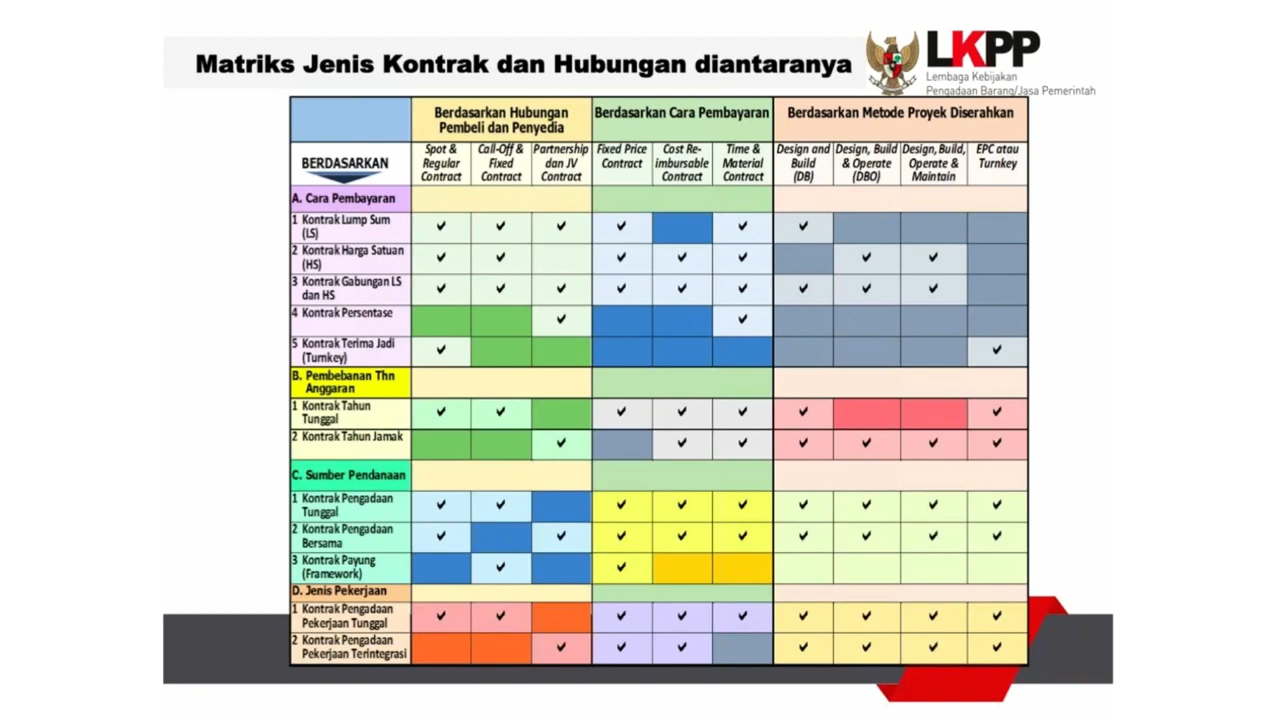 Matriks Jenis Kontrak dan Hubungan diantaranya
LKPP
Lembaga Kebijakan
Pengadaan Barang/Jasa Pemerintah
Berdasarkan Hubungan
Pembeli dan Penyedia
Berdasarkan Cara Pembayaran
Berdasarkan Metode Proyek Diserahkan
BERDASARKAN
Spot &
Regular
Contract
Call-Off &
Fixed
Contract
Partnership
dan JV
Contract
Fixed Price
Contract
Cost Re-
imbursable
Contract
Time &
Material
Contract
Design and
Build
(DB)
Design, Build
& Operate
(DBO)
Design, Build,
Operate &
Maintain
EPC atau
Turnkey
A. Cara Pembayaran
1 Kontrak Lump Sum
(LS)
✔ ✔ ✔ ✔ ✔ ✔
2 Kontrak Harga Satuan
(HS)
✔ ✔ ✔ ✔ ✔ ✔ ✔
3 Kontrak Gabungan LS
dan HS
✔ ✔ ✔ ✔ ✔ ✔ ✔ ✔ ✔
4 Kontrak Persentase
✔ ✔
5 Kontrak Terima Jadi
(Turnkey)
✔ ✔
B. Pembebanan Thn
Anggaran
1 Kontrak Tahun
Tunggal
✔ ✔ ✔ ✔ ✔ ✔ ✔
2 Kontrak Tahun Jamak
✔ ✔ ✔ ✔ ✔ ✔ ✔
C. Sumber Pendanaan
1 Kontrak Pengadaan
Tunggal
✔ ✔ ✔ ✔ ✔ ✔ ✔ ✔ ✔
2 Kontrak Pengadaan
Bersama
✔ ✔ ✔ ✔ ✔ ✔ ✔ ✔ ✔
3 Kontrak Payung
(Framework)
✔ ✔
D. Jenis Pekerjaan
1 Kontrak Pengadaan
Pekerjaan Tunggal
✔ ✔ ✔ ✔ ✔ ✔ ✔ ✔ ✔
2 Kontrak Pengadaan
Pekerjaan Terintegrasi
✔ ✔ ✔ ✔ ✔ ✔ ✔